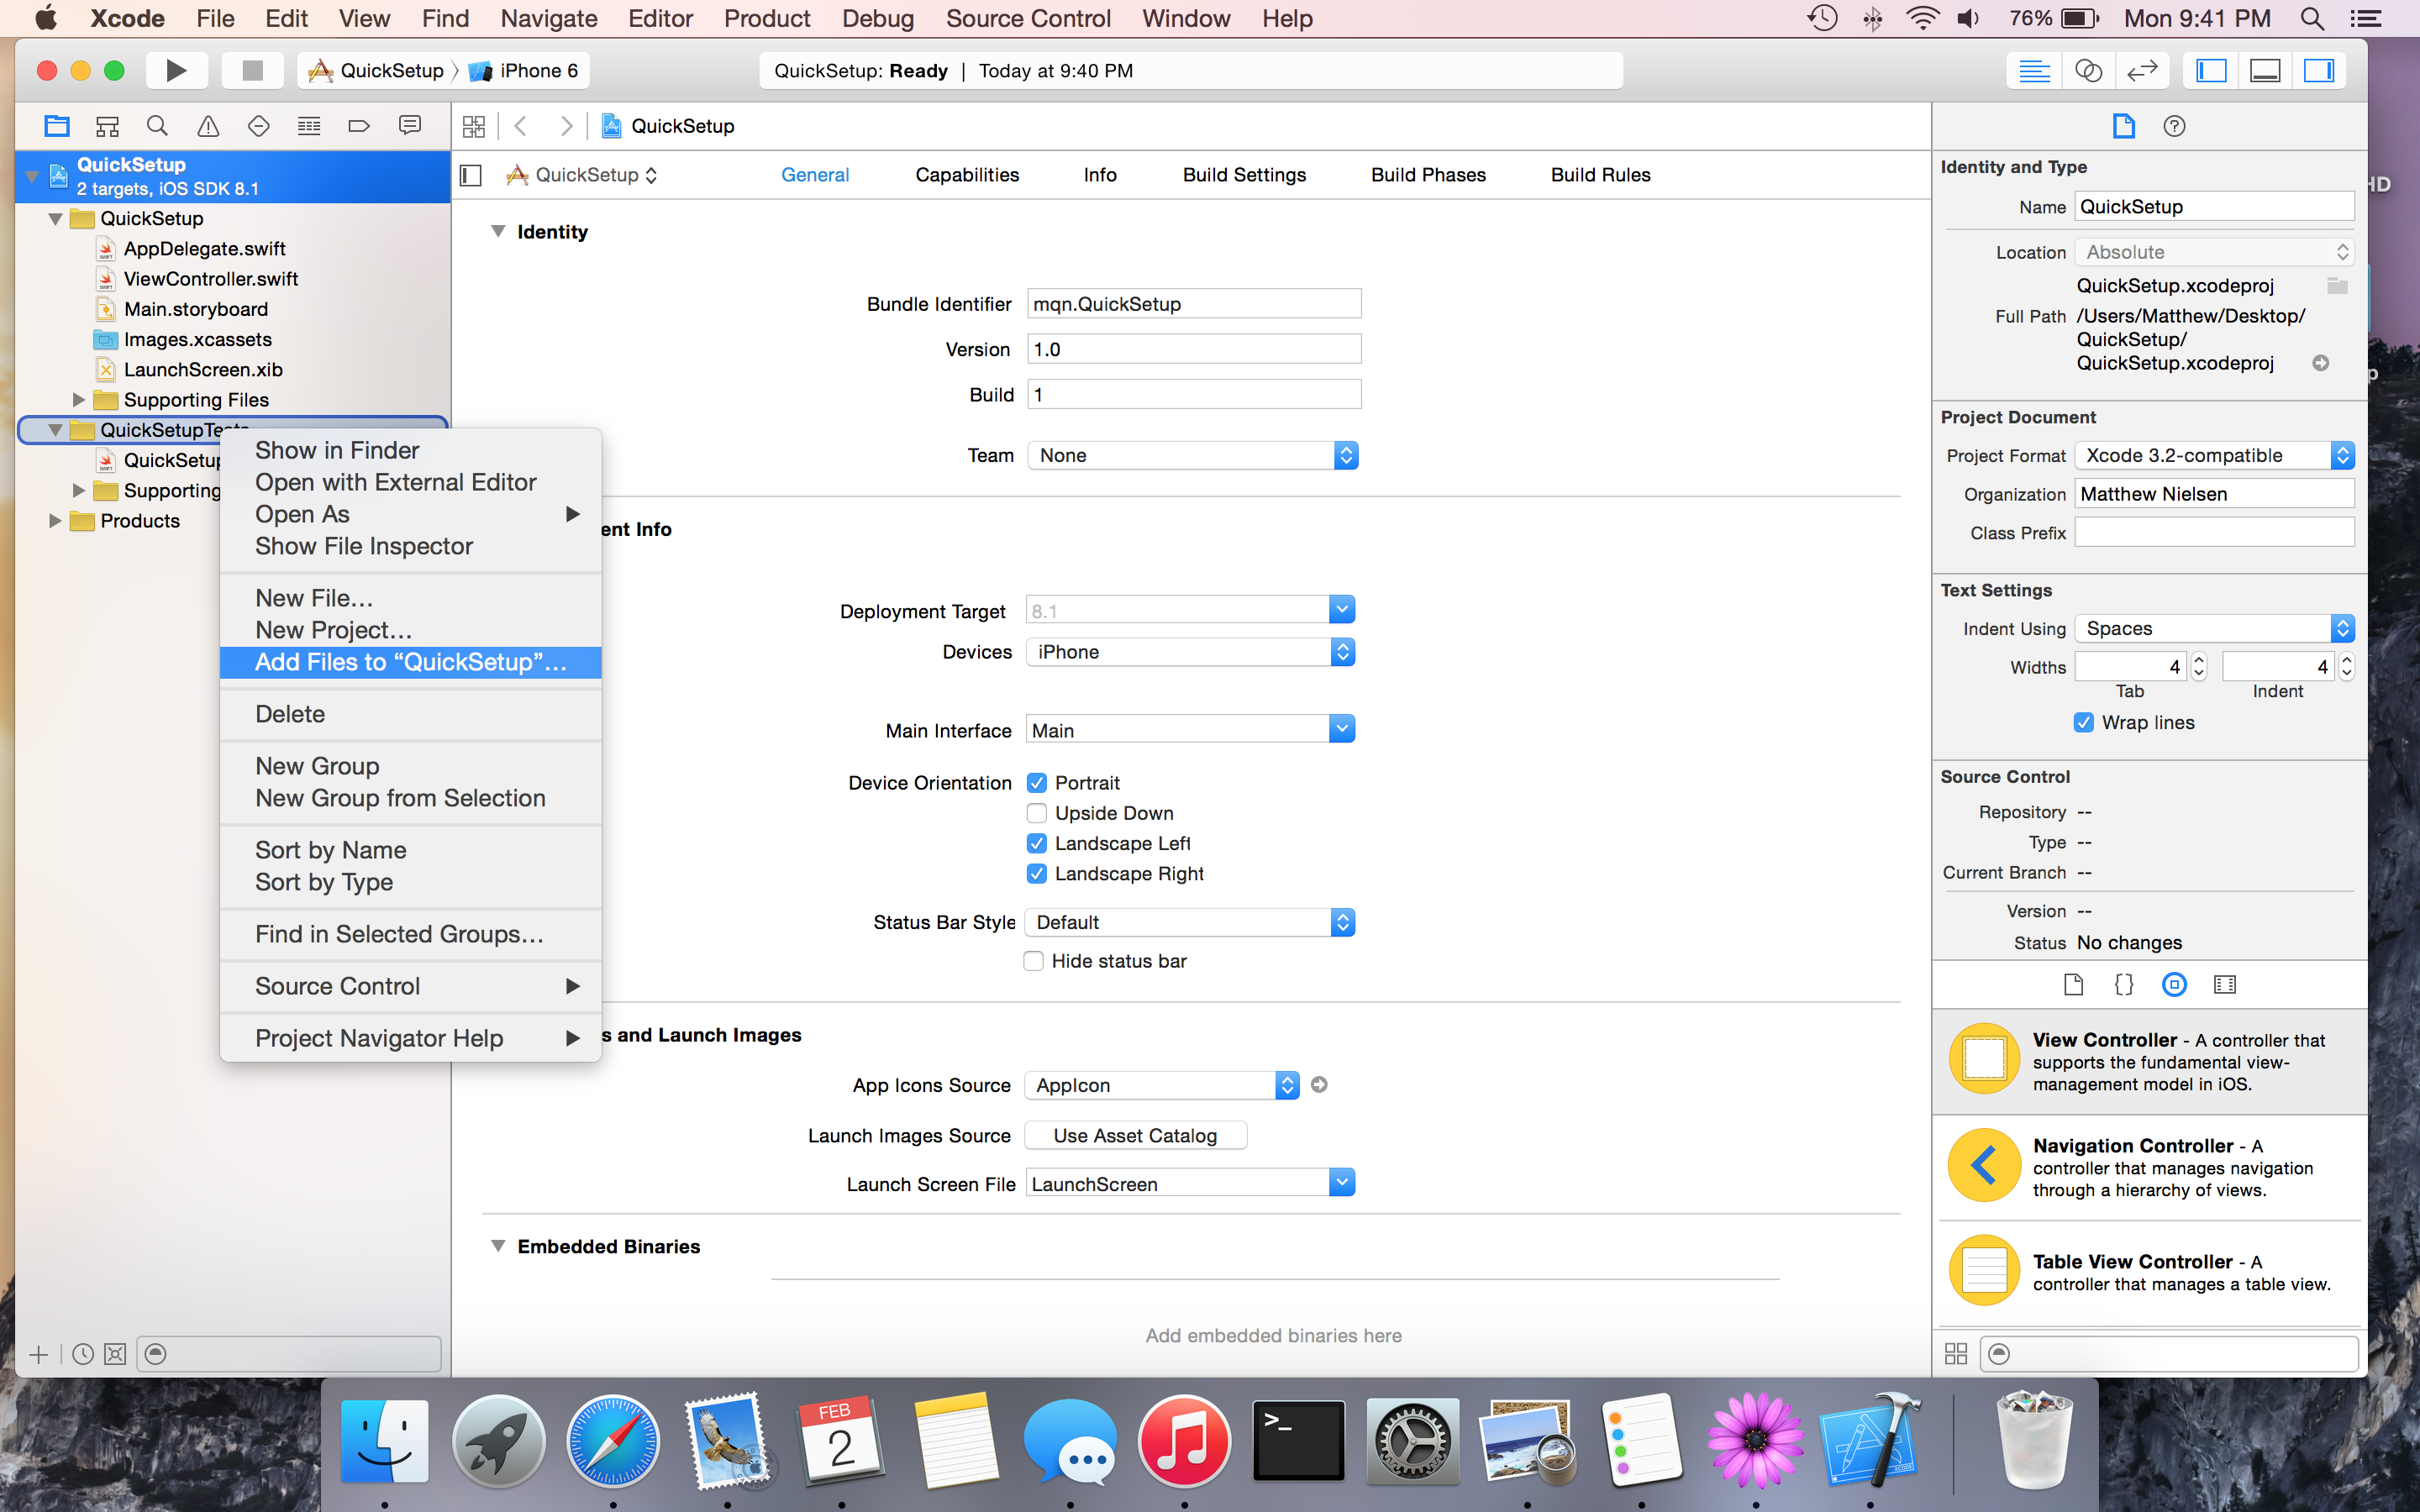 Xcode File Edit View Find Navigate Editor Product Debug Source Control Window Help 76% Mon 9:41 PM
QuickSetup iPhone 6 QuickSetup: Ready | Today at 9:40 PM
QuickSetup
2 targets, iOS SDK 8.1
QuickSetup
AppDelegate.swift
ViewController.swift
Main.storyboard
Images.xcassets
LaunchScreen.xib
Supporting Files
QuickSetupTests
QuickSetup
Supporting
Products
Show in Finder
Open with External Editor
Open As
Show File Inspector
New File...
New Project...
Add Files to “QuickSetup”...
Delete
New Group
New Group from Selection
Sort by Name
Sort by Type
Find in Selected Groups...
Source Control
Project Navigator Help
QuickSetup
QuickSetup General Capabilities Info Build Settings Build Phases Build Rules
Identity
Bundle Identifier mqn.QuickSetup
Version 1.0
Build 1
Team None
ent Info
Deployment Target 8.1
Devices iPhone
Main Interface Main
Device Orientation Portrait
Upside Down
Landscape Left
Landscape Right
Status Bar Style Default
Hide status bar
s and Launch Images
App Icons Source AppIcon
Launch Images Source Use Asset Catalog
Launch Screen File LaunchScreen
Embedded Binaries
Add embedded binaries here
Identity and Type
Name QuickSetup
Location Absolute
QuickSetup.xcodeproj
Full Path /Users/Matthew/Desktop/
QuickSetup/
QuickSetup.xcodeproj
Project Document
Project Format Xcode 3.2-compatible
Organization Matthew Nielsen
Class Prefix
Text Settings
Indent Using Spaces
Widths 4 4
Tab Indent
Wrap lines
Source Control
Repository --
Type --
Current Branch --
Version --
Status No changes
View Controller - A controller that
supports the fundamental view-
management model in iOS.
Navigation Controller - A
controller that manages navigation
through a hierarchy of views.
Table View Controller - A
controller that manages a table view.
HD
p
FEB
2